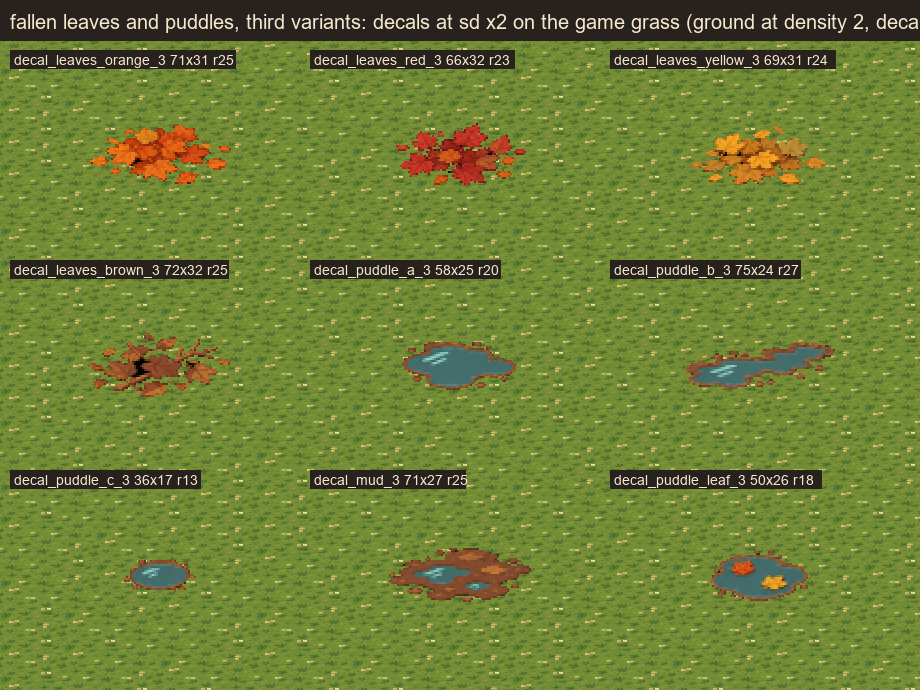 fallen leaves and puddles, third variants: decals at sd x2 on the game grass (ground at density 2, deca
decal_leaves_orange_3 71x31 r25
decal_leaves_red_3 66x32 r23
decal_leaves_yellow_3 69x31 r24
decal_leaves_brown_3 72x32 r25
decal_puddle_a_3 58x25 r20
decal_puddle_b_3 75x24 r27
decal_puddle_c_3 36x17 r13
decal_mud_3 71x27 r25
decal_puddle_leaf_3 50x26 r18